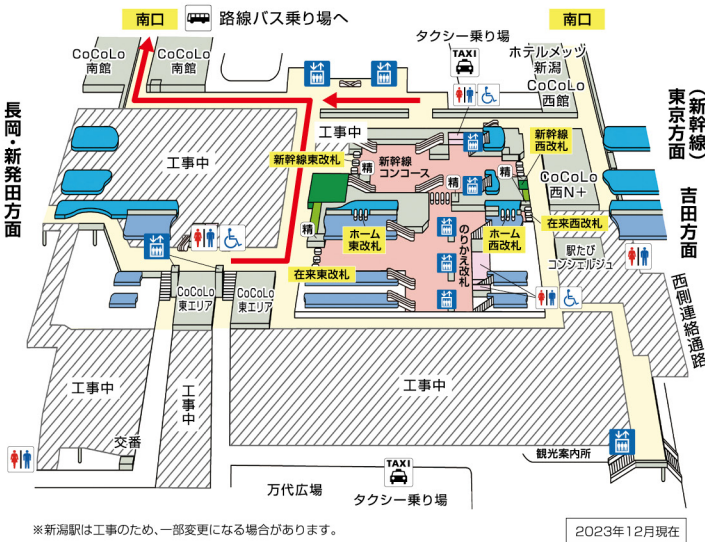 南口
路線バス乗り場へ
南口
タクシー乗り場
TAXI
CoCoLo
南館
CoCoLo
南館
ホテルメッツ
新潟
CoCoLo
西館
(新幹線)
東京方面
長岡・新発田方面
工事中
工事中
新幹線東改札
新幹線
コンコース
新幹線
西改札
精
精
精
精
CoCoLo
西N+
吉田方面
ホーム
東改札
のりかえ改札
ホーム
西改札
在来西改札
在来東改札
駅たび
コンシェルジュ
CoCoLo
東エリア
CoCoLo
東エリア
西側連絡通路
工事中
工事中
工事中
交番
観光案内所
万代広場
TAXI
タクシー乗り場
※新潟駅は工事のため、一部変更になる場合があります。
2023年12月現在